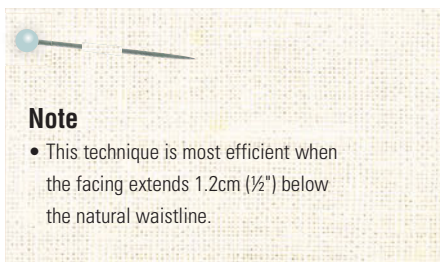 Note
• This technique is most efficient when
the facing extends 1.2cm (½") below
the natural waistline.